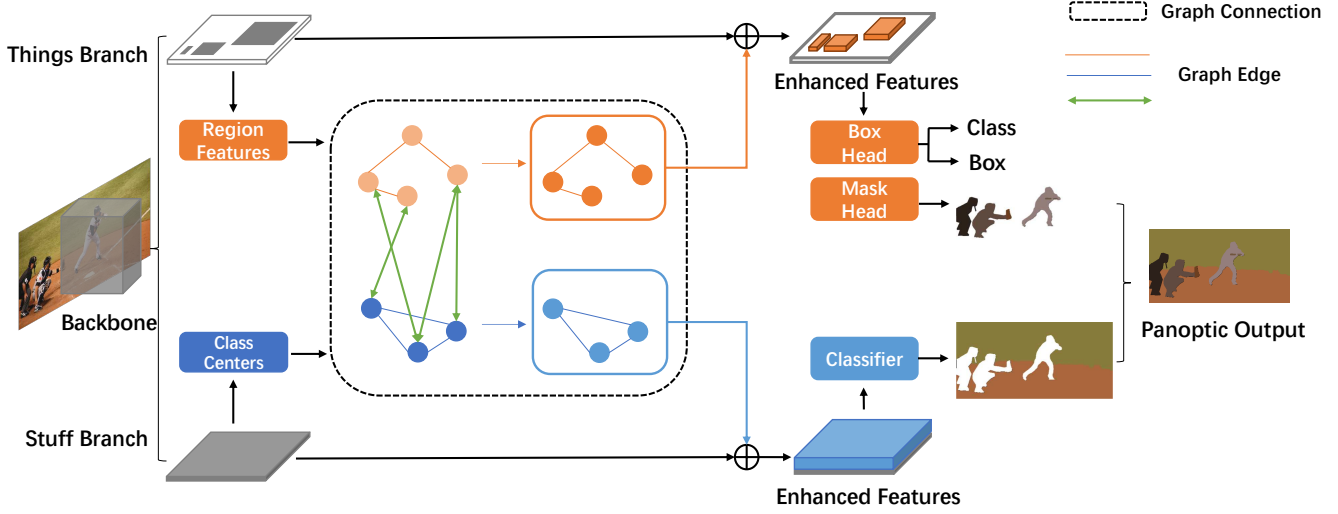 Graph Connection
Things Branch
Enhanced Features
Graph Edge
Region
Features
Box
Head
Class
Box
Mask
Head
Backbone
Class
Centers
Classifier
Panoptic Output
Stuff Branch
Enhanced Features